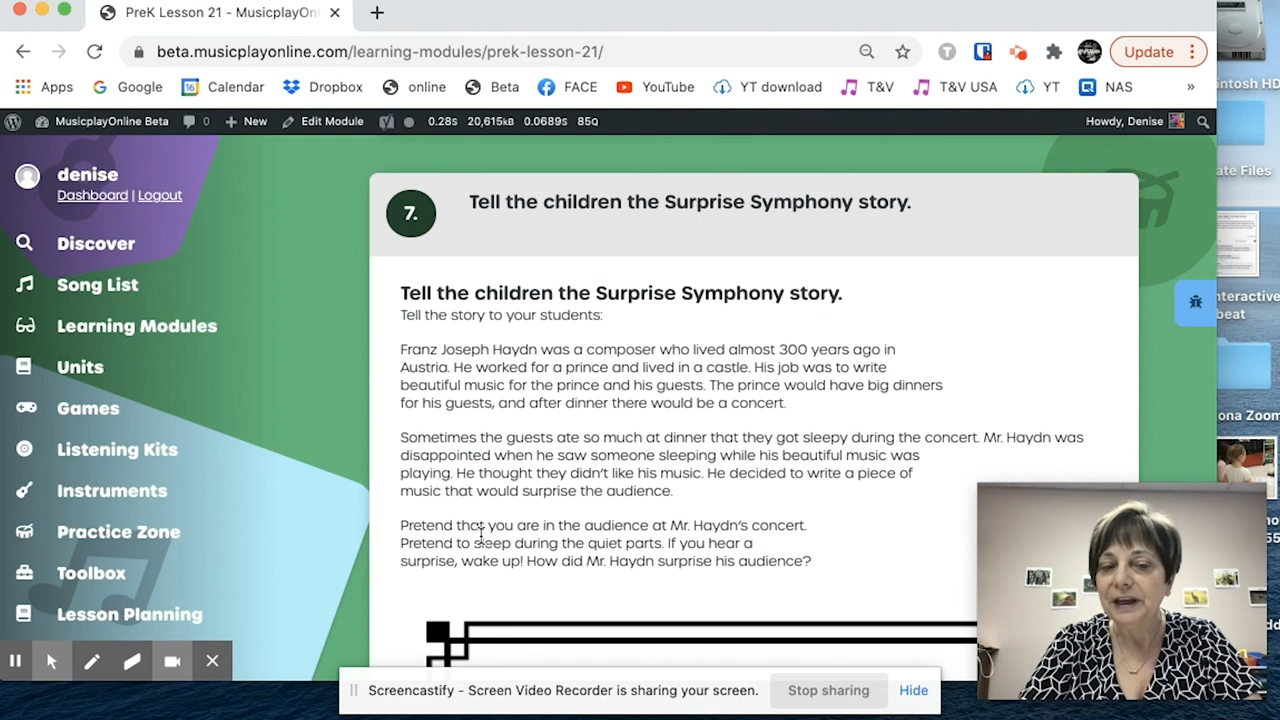 PreK Lesson 21 - MusicplayOnl
beta.musicplayonline.com/learning-modules/prek-lesson-21/
T
Update
Apps Google 16 Calendar Dropbox online Beta FACE YouTube YT download T&V T&V USA YT NAS »
MusicplayOnline Beta 0 New Edit Module 0.28s 20,615kB 0.0689s 85Q Howdy, Denise
intosh HD
ate Files
nteractive
beat
ona Zoom
denise
Dashboard | Logout
Discover
Song List
Learning Modules
Units
Games
Listening Kits
Instruments
Practice Zone
Toolbox
Lesson Planning
7. Tell the children the Surprise Symphony story.
Tell the children the Surprise Symphony story.
Tell the story to your students:
Franz Joseph Haydn was a composer who lived almost 300 years ago in
Austria. He worked for a prince and lived in a castle. His job was to write
beautiful music for the prince and his guests. The prince would have big dinners
for his guests, and after dinner there would be a concert.
Sometimes the guests ate so much at dinner that they got sleepy during the concert. Mr. Haydn was
disappointed when he saw someone sleeping while his beautiful music was
playing. He thought they didn't like his music. He decided to write a piece of
music that would surprise the audience.
Pretend that you are in the audience at Mr. Haydn's concert.
Pretend to sleep during the quiet parts. If you hear a
surprise, wake up! How did Mr. Haydn surprise his audience?
Screencastify - Screen Video Recorder is sharing your screen. Stop sharing Hide